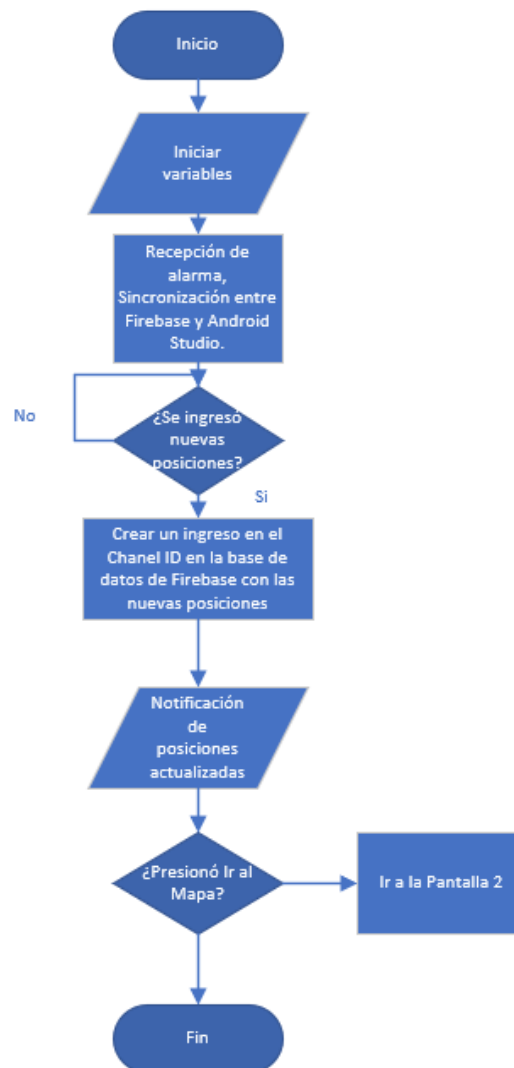 Inicio
Iniciar
variables
Recepción de
alarma,
Sincronización entre
Firebase y Android
Studio.
No
¿Se ingresó
nuevas
posiciones?
Si
Crear un ingreso en el
Chanel ID en la base de
datos de Firebase con las
nuevas posiciones
Notificación
de
posiciones
actualizadas
¿Presionó Ir al
Mapa?
Ir a la Pantalla 2
Fin